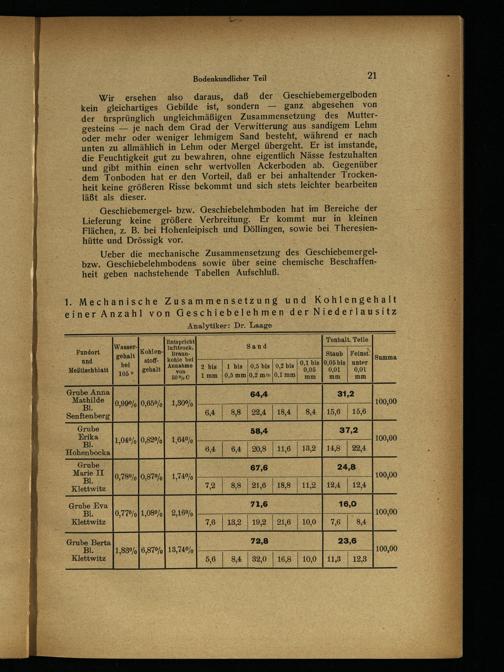 Bodenkundlicher Teil 21
Wir ersehen also daraus, daß der Geschiebemergelboden
kein gleichartiges Gebilde ist, sondern — ganz abgesehen von
der ursprünglich ungleichmäßigen Zusammensetzung des Mutter-
gesteins — je nach dem Grad der Verwitterung aus sandigem Lehm
oder mehr oder weniger lehmigem Sand besteht, während er nach
unten zu allmählich in Lehm oder Mergel übergeht. Er ist imstande,
die Feuchtigkeit gut zu bewahren, ohne eigentlich Nässe festzuhalten
und gibt mithin einen sehr wertvollen Ackerboden ab. Gegenüber
dem Tonboden hat er den Vorteil, daß er bei anhaltender Trocken-
heit keine größeren Risse bekommt und sich stets leichter bearbeiten
läßt als dieser.
Geschiebemergel- bzw. Geschiebelehmboden hat im Bereiche der
Lieferung keine größere Verbreitung. Er kommt nur in kleinen
Flächen, z. B. bei Hohenleipisch und Döllingen, sowie bei Theresien-
hütte und Drössigk vor.
Ueber die mechanische Zusammensetzung des Geschiebemergel-
bzw. Geschiebelehmbodens sowie über seine chemische Beschaffen-
heit geben nachstehende Tabellen Aufschluß.
1. Mechanische Zusammensetzung und Kohlengehalt
einer Anzahl von Geschiebelehmen der Niederlausitz
Analytiker: Dr. Laage
Fundort und Meßtischblatt | Wasser-gehalt bei 105° | Kohlen-stoff-gehalt | Entspricht lufttrock. Braun-kohle bei Annahme von 50% C | Sand | Tonhalt. Teile | Summa
2 bis 1 mm | 1 bis 0,5 mm | 0,5 bis 0,2 mm | 0,2 bis 0,1 mm | 0,1 bis 0,05 mm | Staub 0,05 bis 0,01 mm | Feinst. unter 0,01 mm
Grube Anna Mathilde Bl. Senftenberg | 0,99% | 0,65% | 1,30% | 64,4 | 31,2 | 100,00
6,4 | 8,8 | 22,4 | 18,4 | 8,4 | 15,6 | 15,6
Grube Erika Bl. Hohenbocka | 1,04% | 0,82% | 1,64% | 58,4 | 37,2 | 100,00
6,4 | 6,4 | 20,8 | 11,6 | 13,2 | 14,8 | 22,4
Grube Marie II Bl. Klettwitz | 0,78% | 0,87% | 1,74% | 67,6 | 24,8 | 100,00
7,2 | 8,8 | 21,6 | 18,8 | 11,2 | 12,4 | 12,4
Grube Eva Bl. Klettwitz | 0,77% | 1,08% | 2,16% | 71,6 | 16,0 | 100,00
7,6 | 13,2 | 19,2 | 21,6 | 10,0 | 7,6 | 8,4
Grube Berta Bl. Klettwitz | 1,83% | 6,87% | 13,74% | 72,8 | 23,6 | 100,00
5,6 | 8,4 | 32,0 | 16,8 | 10,0 | 11,3 | 12,3